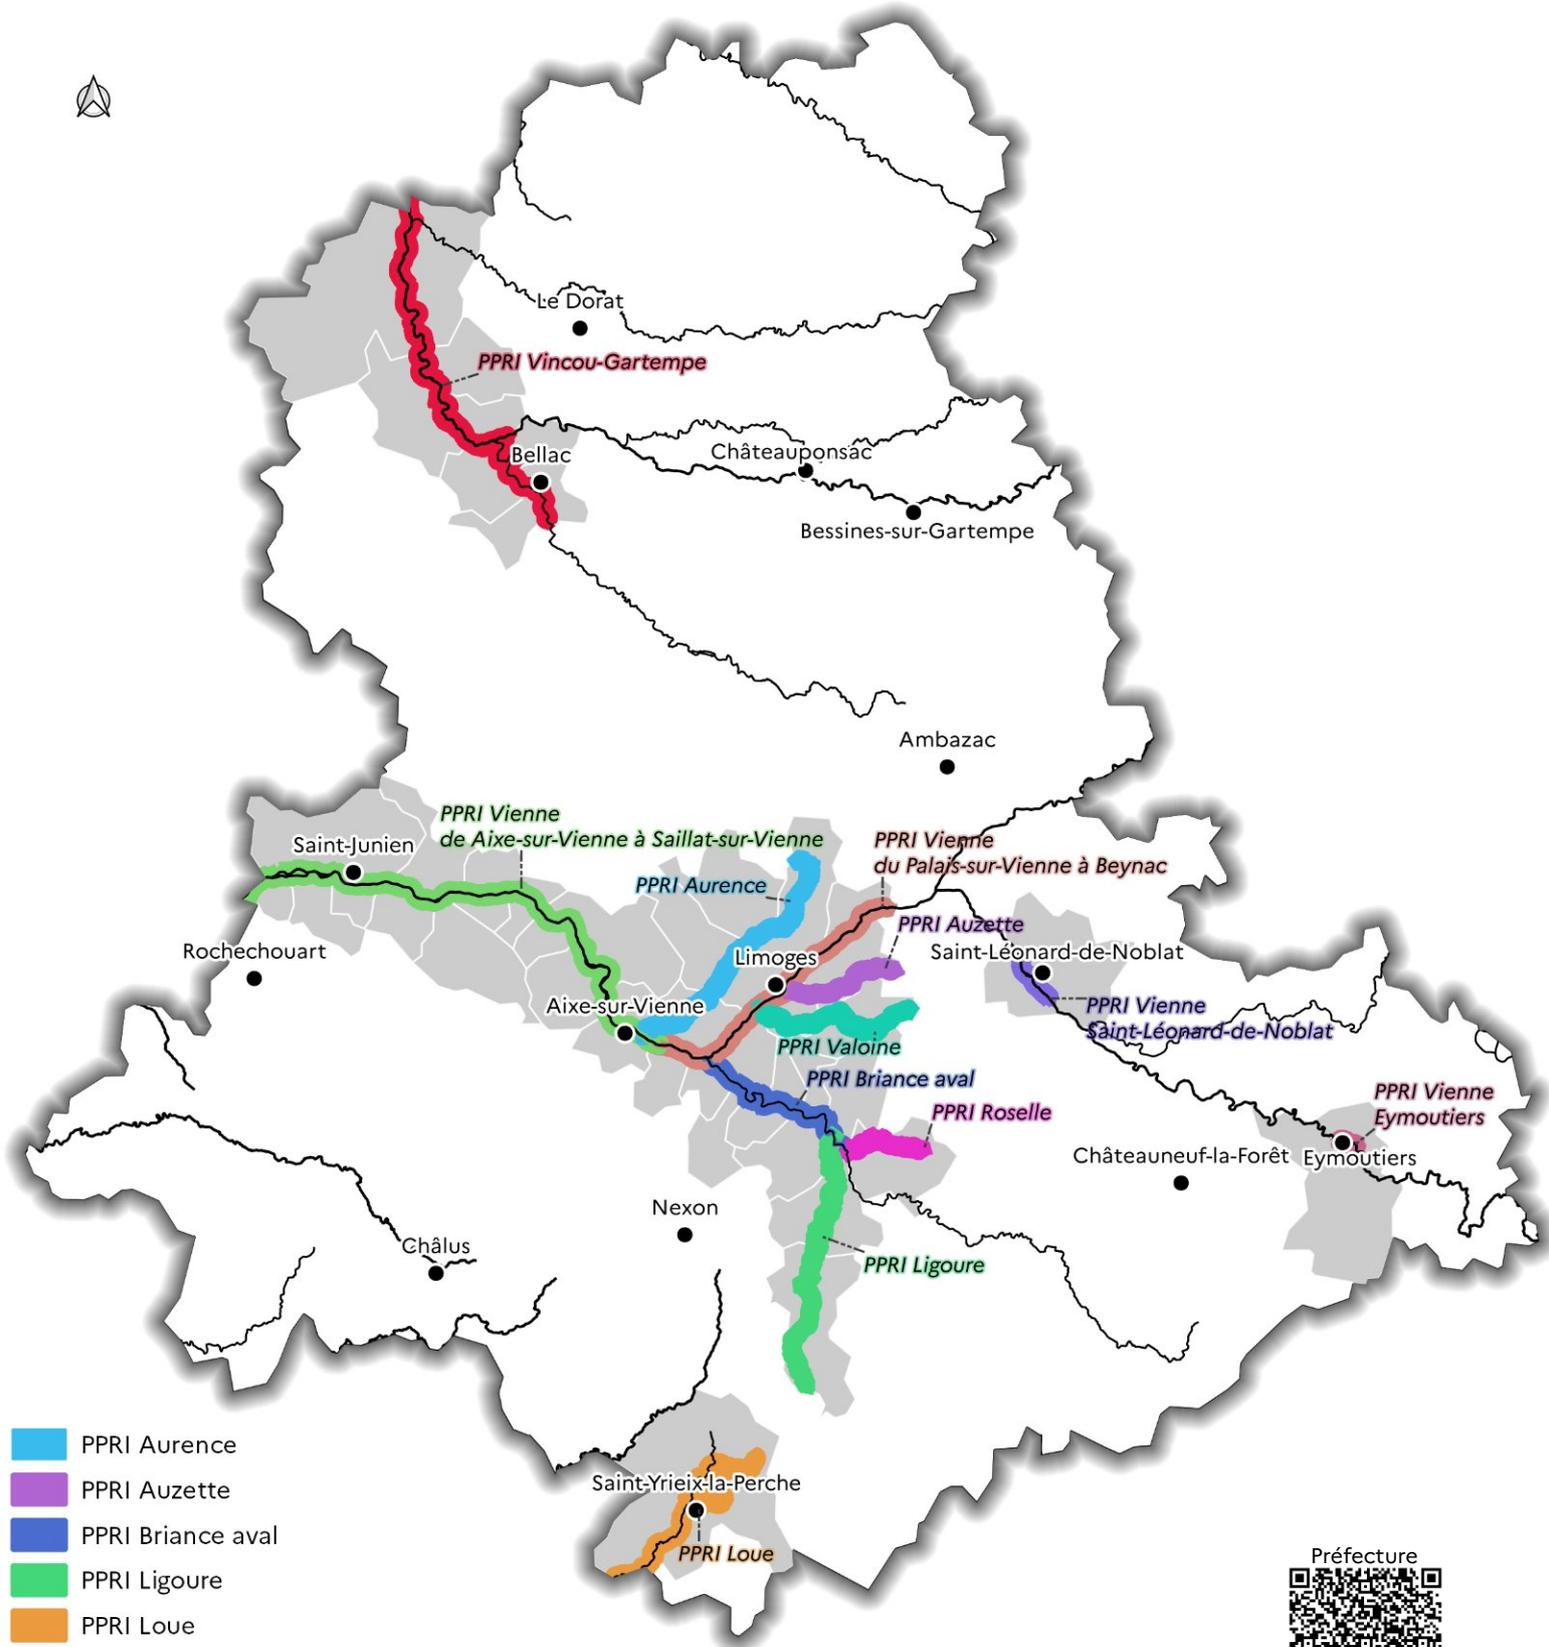 Le Dorat
PPRI Vincou-Gartempe
Bellac
Châteauponsac
Bessines-sur-Gartempe
Ambazac
PPRI Vienne
de Aixe-sur-Vienne à Saillat-sur-Vienne
Saint-Junien
PPRI Vienne
du Palais-sur-Vienne à Beynac
PPRI Aurence
PPRI Auzette
Rochechouart
Limoges
Saint-Léonard-de-Noblat
Aixe-sur-Vienne
PPRI Vienne
Saint-Léonard-de-Noblat
PPRI Valoine
PPRI Briance aval
PPRI Roselle
PPRI Vienne
Eymoutiers
Châteauneuf-la-Forêt
Eymoutiers
Nexon
Châlus
PPRI Ligoure
Saint-Yrieix-la-Perche
PPRI Loue
PPRI Aurence
PPRI Auzette
PPRI Briance aval
PPRI Ligoure
PPRI Loue
Préfecture